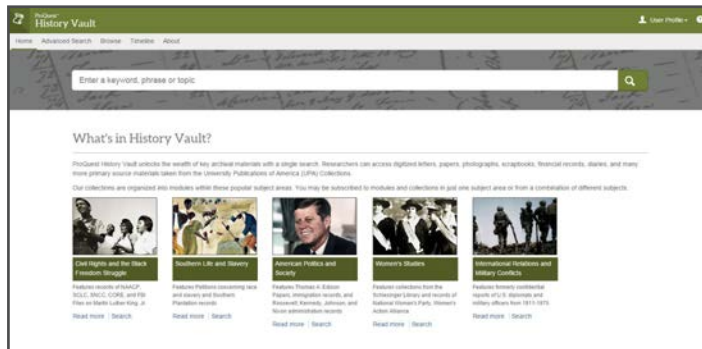 ProQuest
History Vault
User Profile
Home Advanced Search Browse Timeline About
Enter a keyword, phrase or topic
What's in History Vault?
ProQuest History Vault unlocks the wealth of key archival materials with a single search. Researchers can access digitized letters, papers, photographs, scrapbooks, financial records, diaries, and many
more primary source materials taken from the University Publications of America (UPA) Collections.
Our collections are organized into modules within these popular subject areas. You may be subscribed to modules and collections in just one subject area or from a combination of different subjects.
Civil Rights and the Black
Freedom Struggle
Features records of NAACP,
SCLC, SNCC, CORE, and FBI
Files on Martin Luther King, Jr.
Read more | Search
Southern Life and Slavery
Features Petitions concerning race
and slavery and Southern
Plantation records
Read more | Search
American Politics and
Society
Features Thomas A. Edison
Papers, immigration records, and
Roosevelt, Kennedy, Johnson, and
Nixon administration records
Read more | Search
Women's Studies
Features collections from the
Schlesinger Library and records of
National Woman's Party, Women's
Action Alliance
Read more | Search
International Relations and
Military Conflicts
Features formerly confidential
reports of U.S. diplomats and
military officers from 1911-1975
Read more | Search